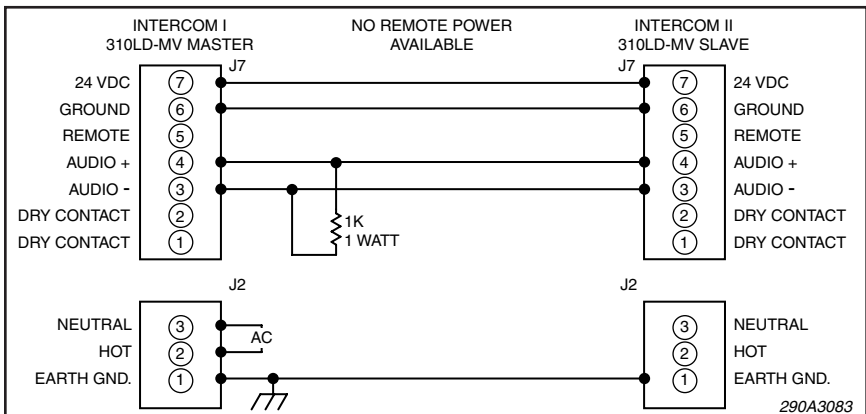 INTERCOM I
310LD-MV MASTER
NO REMOTE POWER
AVAILABLE
INTERCOM II
310LD-MV SLAVE
J7
J7
24 VDC 7 7 24 VDC
GROUND 6 6 GROUND
REMOTE 5 5 REMOTE
AUDIO + 4 4 AUDIO +
AUDIO - 3 3 AUDIO -
DRY CONTACT 2 1K 2 DRY CONTACT
DRY CONTACT 1 1 WATT 1 DRY CONTACT
J2
J2
NEUTRAL 3 3 NEUTRAL
AC
HOT 2 2 HOT
EARTH GND. 1 1 EARTH GND.
290A3083